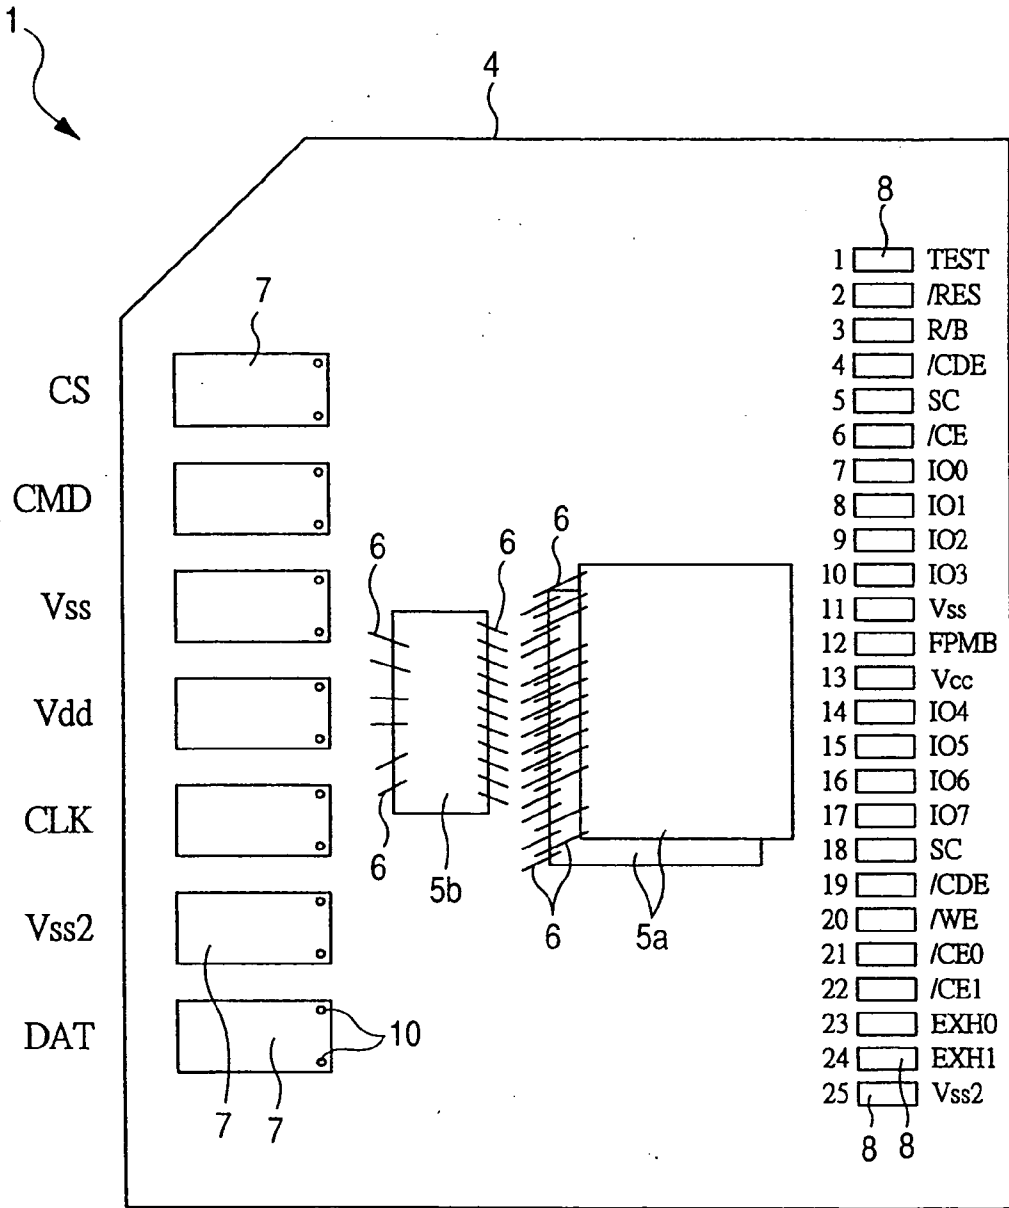 1
4
8
7
CS
CMD
Vss
Vdd
CLK
Vss2
DAT
6
6
6
6
5b
6
5a
10
7
7
1 TEST
2 /RES
3 R/B
4 /CDE
5 SC
6 /CE
7 IO0
8 IO1
9 IO2
10 IO3
11 Vss
12 FPMB
13 Vcc
14 IO4
15 IO5
16 IO6
17 IO7
18 SC
19 /CDE
20 /WE
21 /CE0
22 /CE1
23 EXH0
24 EXH1
25 Vss2
8
8